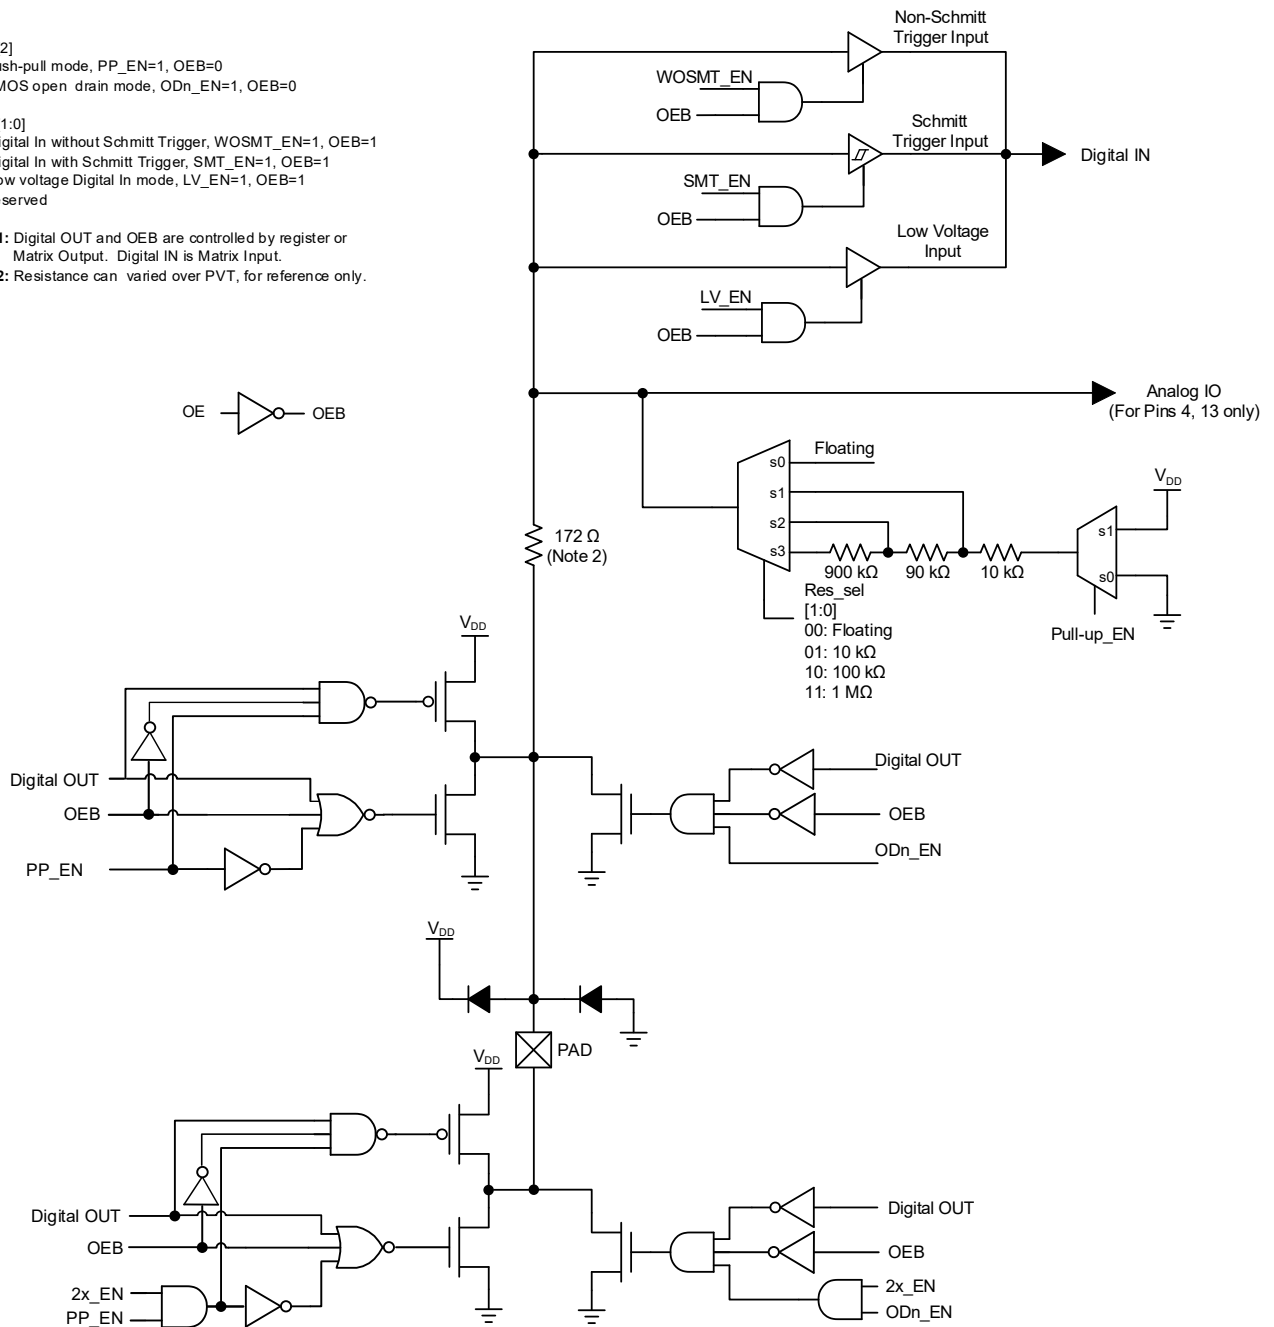 2]
sh-pull mode, PP_EN=1, OEB=0
MOS open drain mode, ODn_EN=1, OEB=0
1:0]
igital In without Schmitt Trigger, WOSMT_EN=1, OEB=1
igital In with Schmitt Trigger, SMT_EN=1, OEB=1
ow voltage Digital In mode, LV_EN=1, OEB=1
eserved
1: Digital OUT and OEB are controlled by register or
Matrix Output. Digital IN is Matrix Input.
2: Resistance can varied over PVT, for reference only.
Non-Schmitt
Trigger Input
WOSMT_EN
OEB
Schmitt
Trigger Input
Digital IN
SMT_EN
OEB
Low Voltage
Input
LV_EN
OEB
OE
OEB
Analog IO
(For Pins 4, 13 only)
s0
Floating
s1
s2
s3
900 kΩ
90 kΩ
10 kΩ
VDD
s1
s0
Pull-up_EN
Res_sel
[1:0]
00: Floating
01: 10 kΩ
10: 100 kΩ
11: 1 MΩ
172 Ω
(Note 2)
VDD
Digital OUT
OEB
PP_EN
Digital OUT
OEB
ODn_EN
VDD
PAD
VDD
Digital OUT
OEB
2x_EN
PP_EN
Digital OUT
OEB
2x_EN
ODn_EN